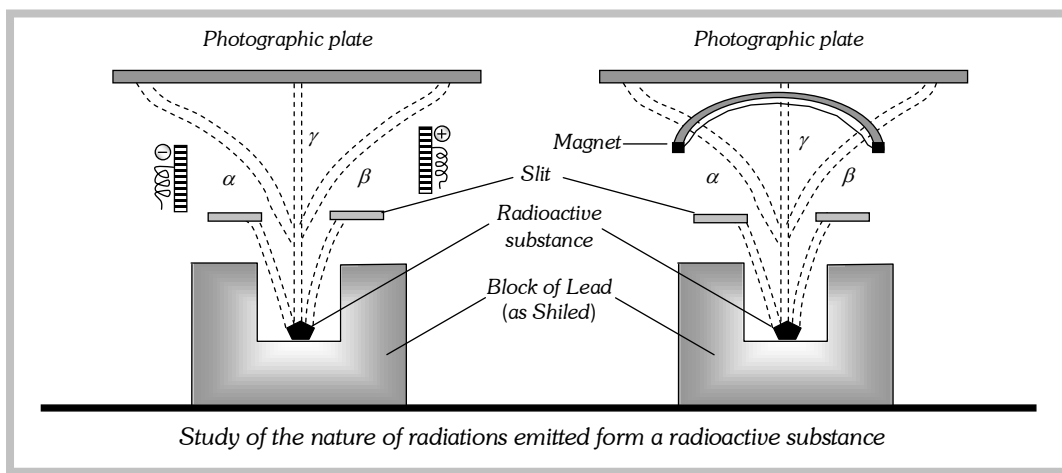 Photographic plate
γ
α
β
⊖
⊕
Photographic plate
Magnet
γ
α
β
Slit
Radioactive
substance
Block of Lead
(as Shiled)
Study of the nature of radiations emitted form a radioactive substance